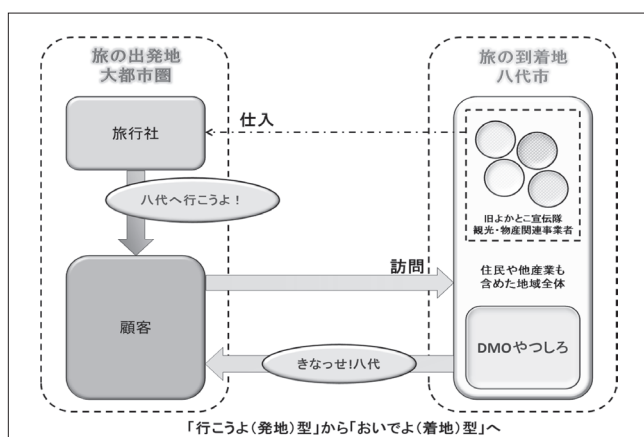 旅の出発地
大都市圏
旅の到着地
八代市
旅行社
仕入
八代へ行こうよ！
旧よかとこ宣伝隊
観光・物産関連事業者
訪問
住民や他産業も
含めた地域全体
顧客
DMOやつしろ
きなっせ!八代
「行こうよ(発地)型」から「おいでよ(着地)型」へ